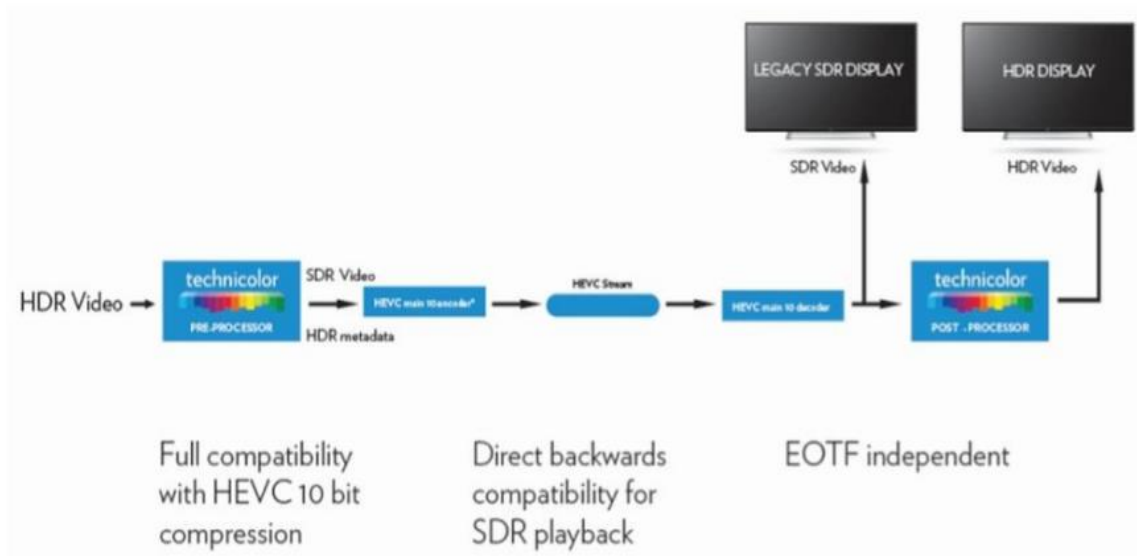 LEGACY SDR DISPLAY
HDR DISPLAY
SDR Video
HDR Video
HDR Video
technicolor
PRE-PROCESSOR
SDR Video
HDR metadata
HEVC main 10 encoder*
HEVC Stream
HEVC main 10 decoder
technicolor
POST - PROCESSOR
Full compatibility
with HEVC 10 bit
compression
Direct backwards
compatibility for
SDR playback
EOTF independent